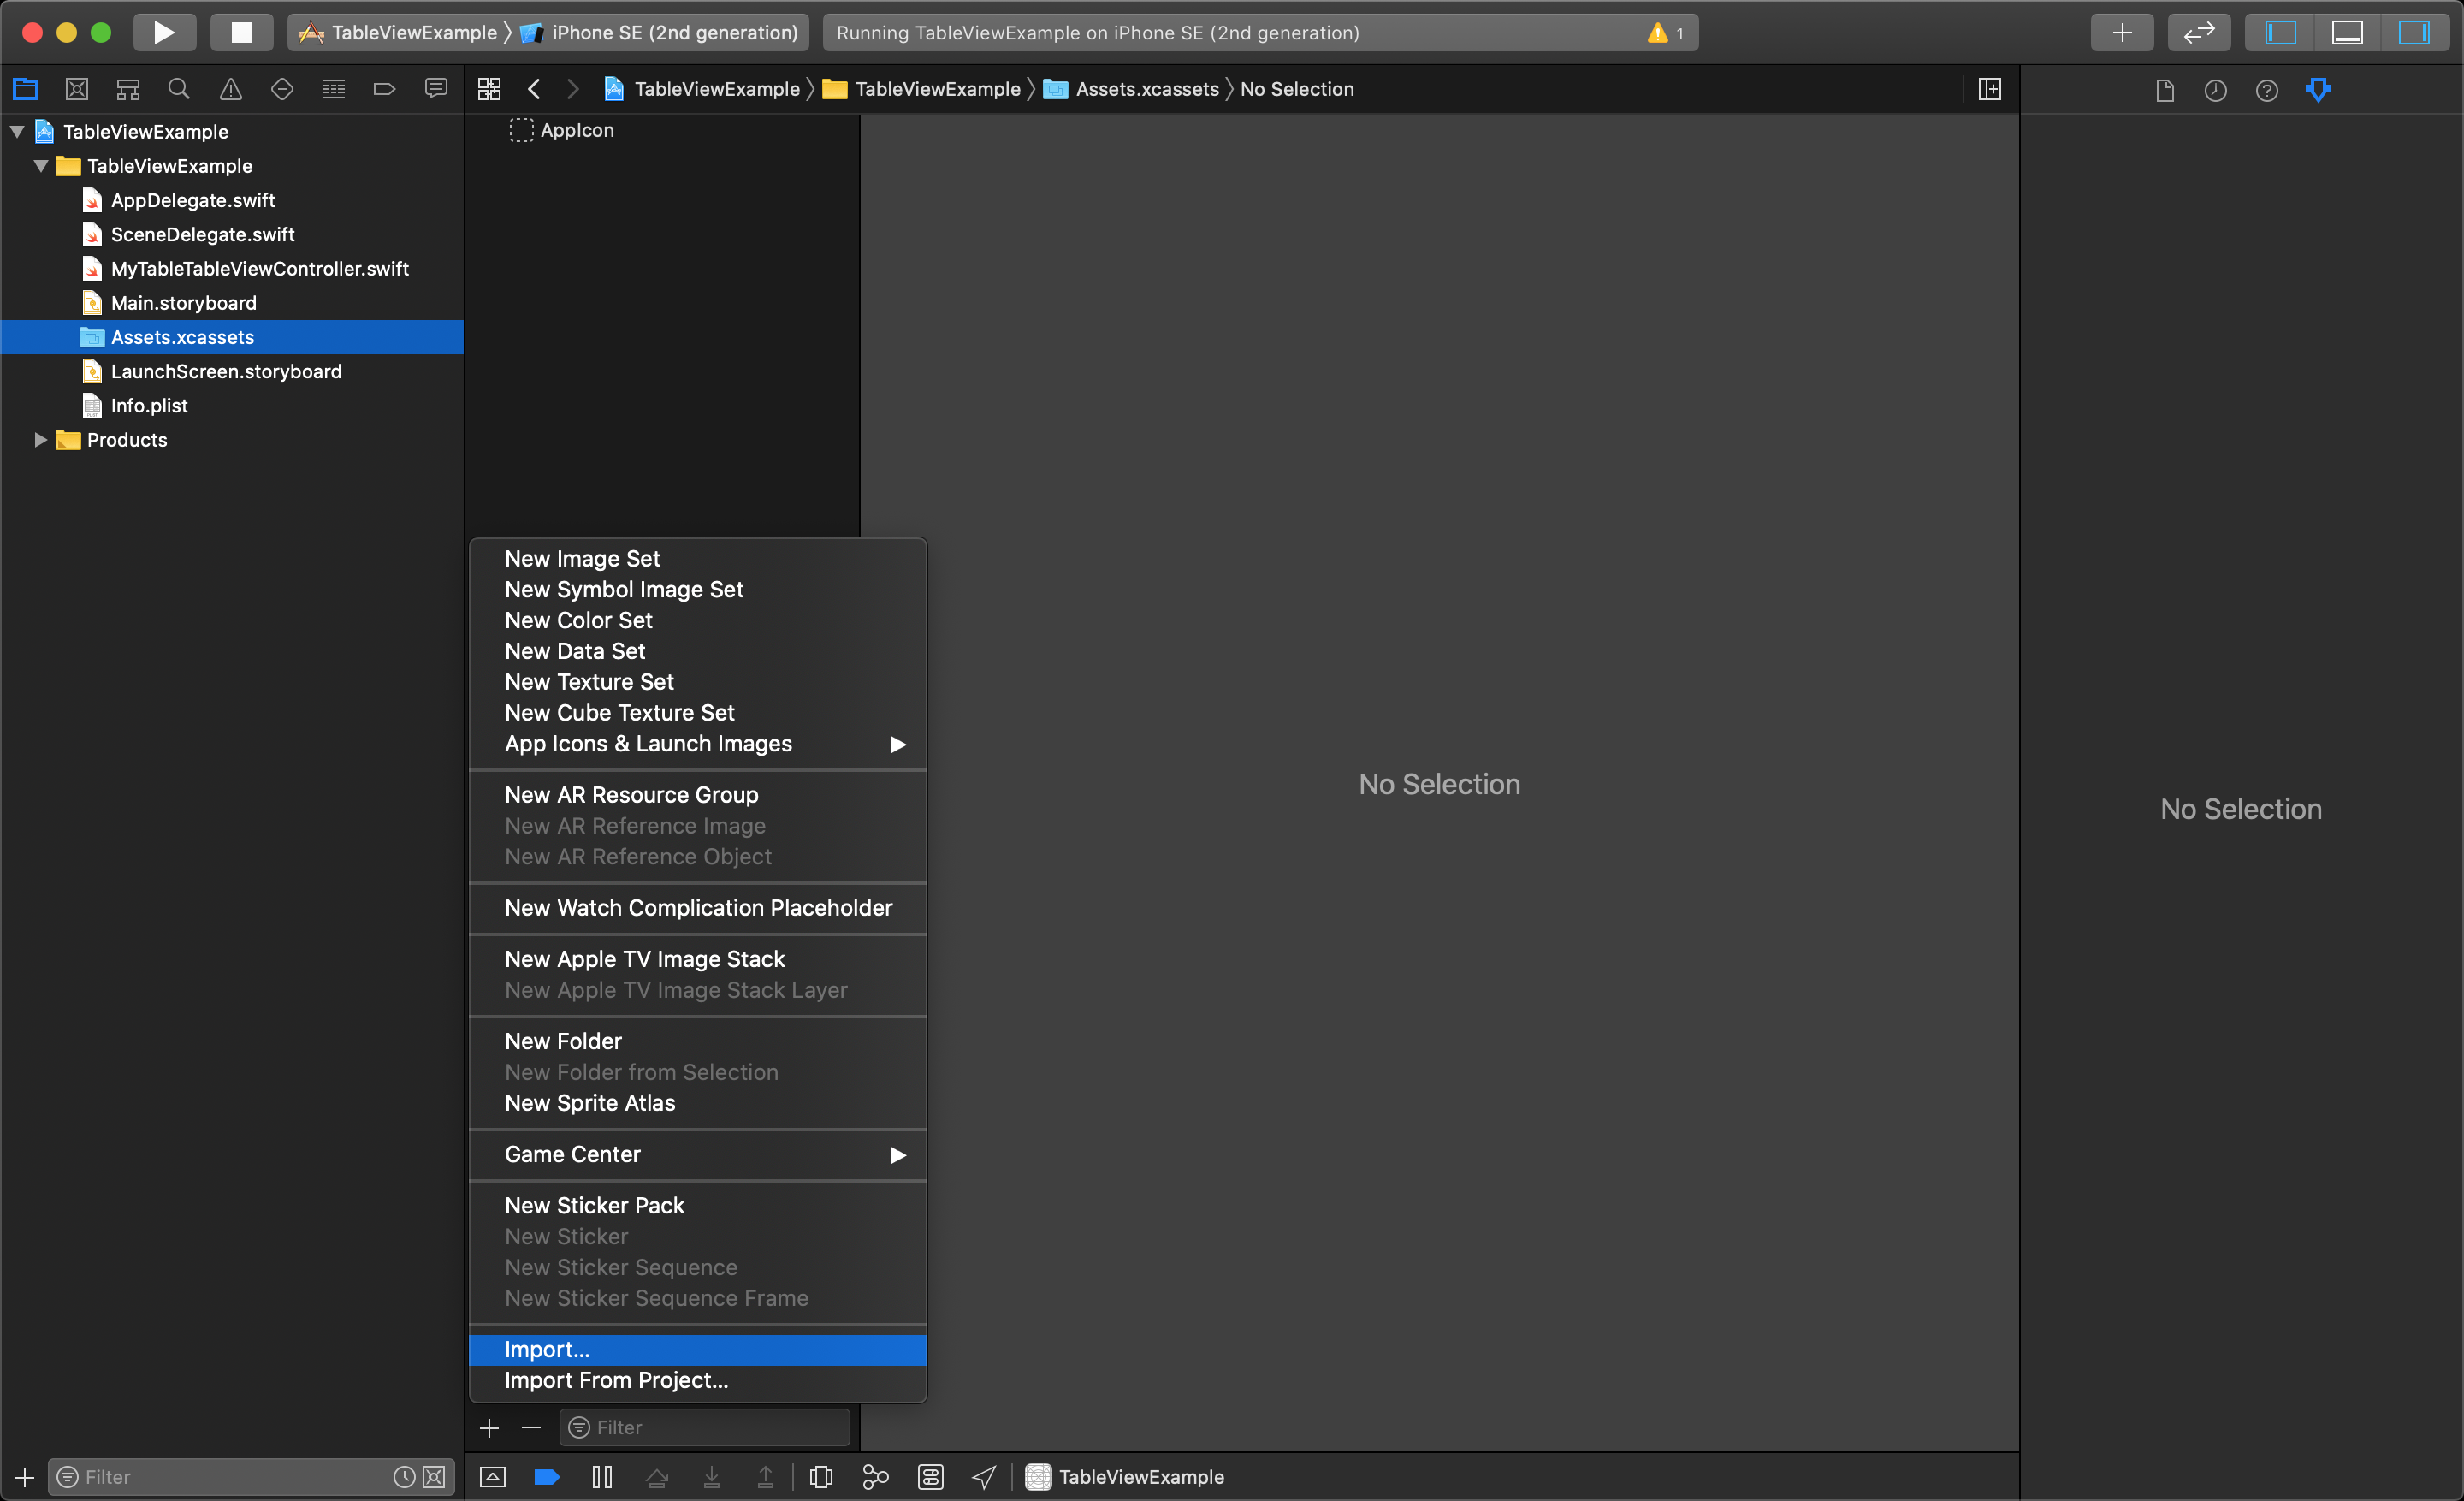 TableViewExample 〉 iPhone SE (2nd generation)
Running TableViewExample on iPhone SE (2nd generation) 1
TableViewExample 〉 TableViewExample 〉 Assets.xcassets 〉 No Selection
TableViewExample
TableViewExample
AppDelegate.swift
SceneDelegate.swift
MyTableTableViewController.swift
Main.storyboard
Assets.xcassets
LaunchScreen.storyboard
Info.plist
Products
Filter
AppIcon
New Image Set
New Symbol Image Set
New Color Set
New Data Set
New Texture Set
New Cube Texture Set
App Icons & Launch Images
New AR Resource Group
New AR Reference Image
New AR Reference Object
New Watch Complication Placeholder
New Apple TV Image Stack
New Apple TV Image Stack Layer
New Folder
New Folder from Selection
New Sprite Atlas
Game Center
New Sticker Pack
New Sticker
New Sticker Sequence
New Sticker Sequence Frame
Import...
Import From Project...
Filter
No Selection
No Selection
TableViewExample